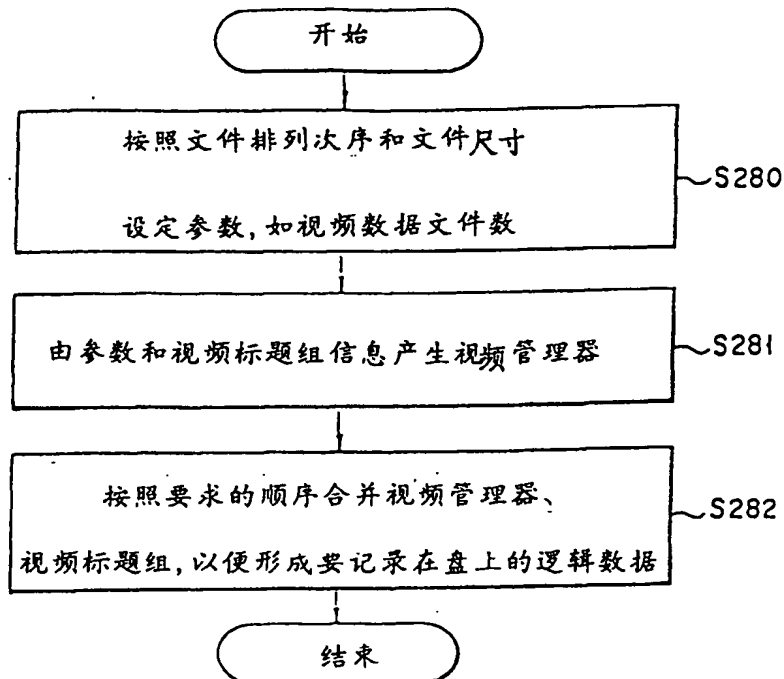 开始
按照文件排列次序和文件尺寸
设定参数,如视频数据文件数
S280
由参数和视频标题组信息产生视频管理器
S281
按照要求的顺序合并视频管理器、
视频标题组,以便形成要记录在盘上的逻辑数据
S282
结束